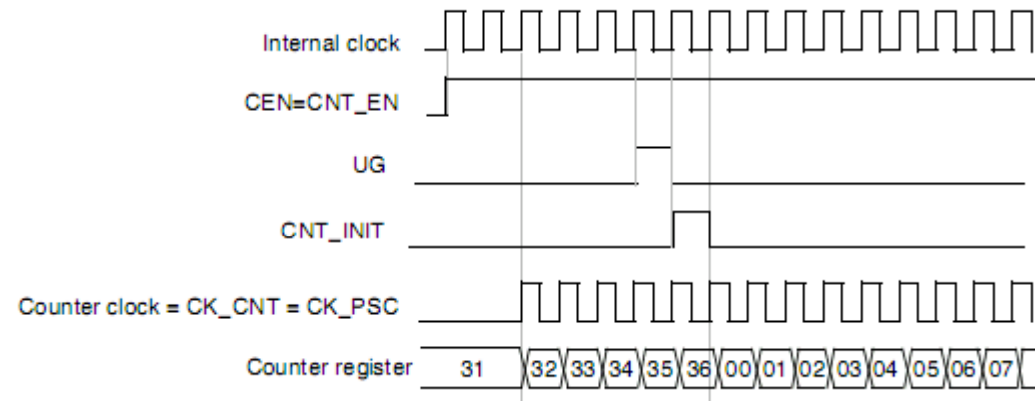 Internal clock
CEN=CNT_EN
UG
CNT_INIT
Counter clock = CK_CNT = CK_PSC
Counter register 31 32 33 34 35 36 00 01 02 03 04 05 06 07